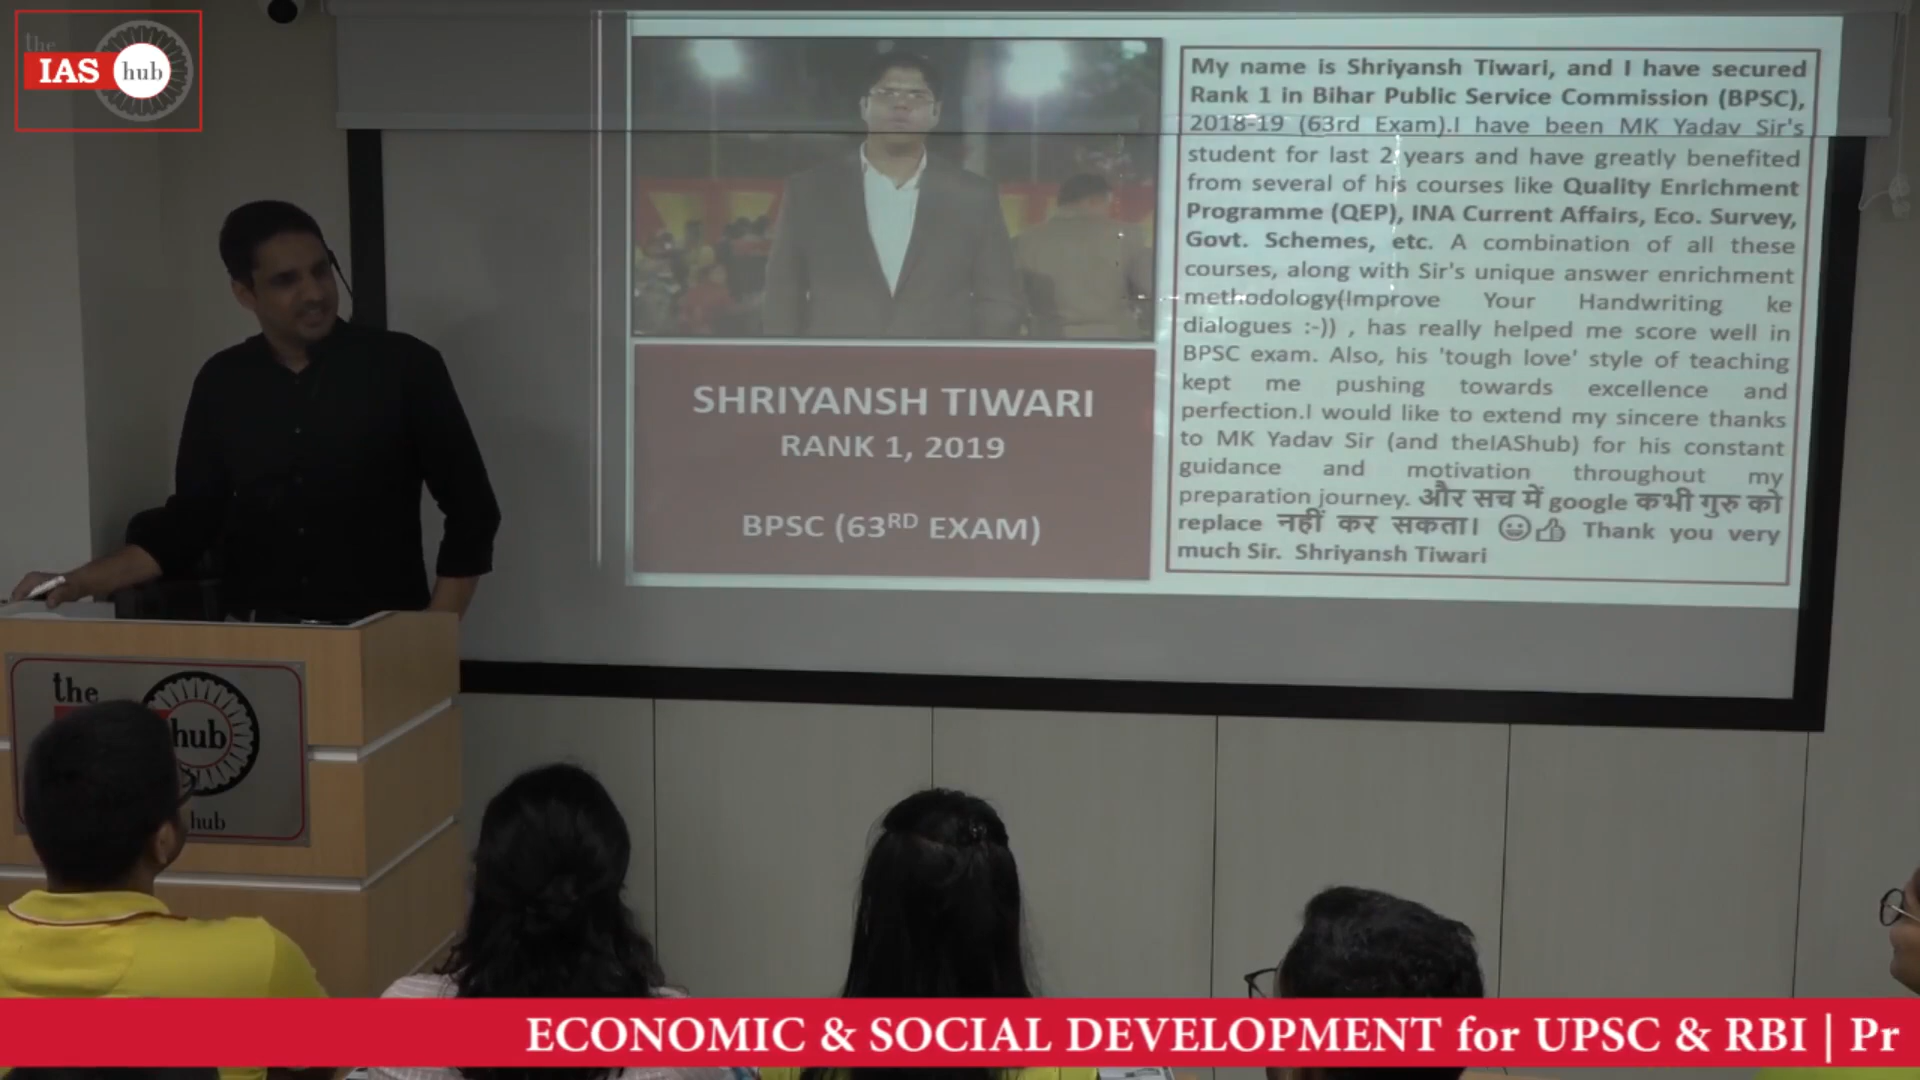 the
IAS hub
My name is Shriyansh Tiwari, and I have secured
Rank 1 in Bihar Public Service Commission (BPSC),
2018-19 (63rd Exam).I have been MK Yadav Sir's
student for last 2 years and have greatly benefited
from several of his courses like Quality Enrichment
Programme (QEP), INA Current Affairs, Eco. Survey,
Govt. Schemes, etc. A combination of all these
courses, along with Sir's unique answer enrichment
methodology(Improve Your Handwriting ke
dialogues :-)) , has really helped me score well in
BPSC exam. Also, his 'tough love' style of teaching
kept me pushing towards excellence and
perfection.I would like to extend my sincere thanks
to MK Yadav Sir (and theIAShub) for his constant
guidance and motivation throughout my
preparation journey. और सच में google कभी गुरु को
replace नहीं कर सकता। 😀👍 Thank you very
much Sir. Shriyansh Tiwari
SHRIYANSH TIWARI
RANK 1, 2019
BPSC (63RD EXAM)
the
hub
hub
ECONOMIC & SOCIAL DEVELOPMENT for UPSC & RBI | Pr